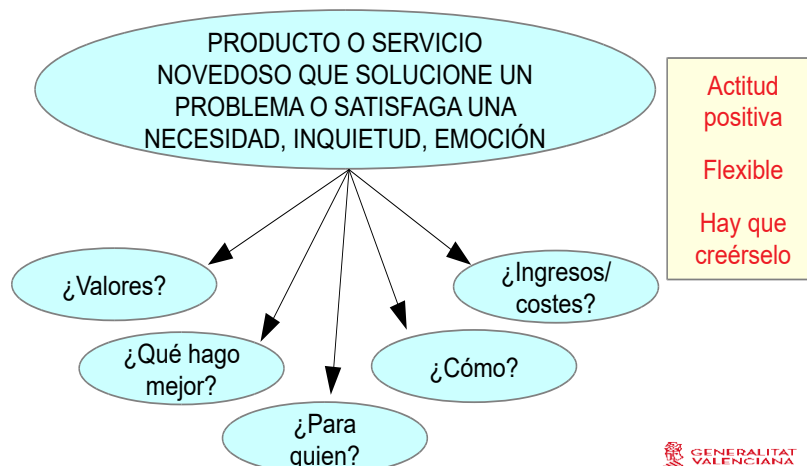 PRODUCTO O SERVICIO
NOVEDOSO QUE SOLUCIONE UN
PROBLEMA O SATISFAGA UNA
NECESIDAD, INQUIETUD, EMOCIÓN
Actitud
positiva
Flexible
Hay que
creérselo
¿Valores?
¿Ingresos/
costes?
¿Qué hago
mejor?
¿Cómo?
¿Para
quien?
GENERALITAT
VALENCIANA